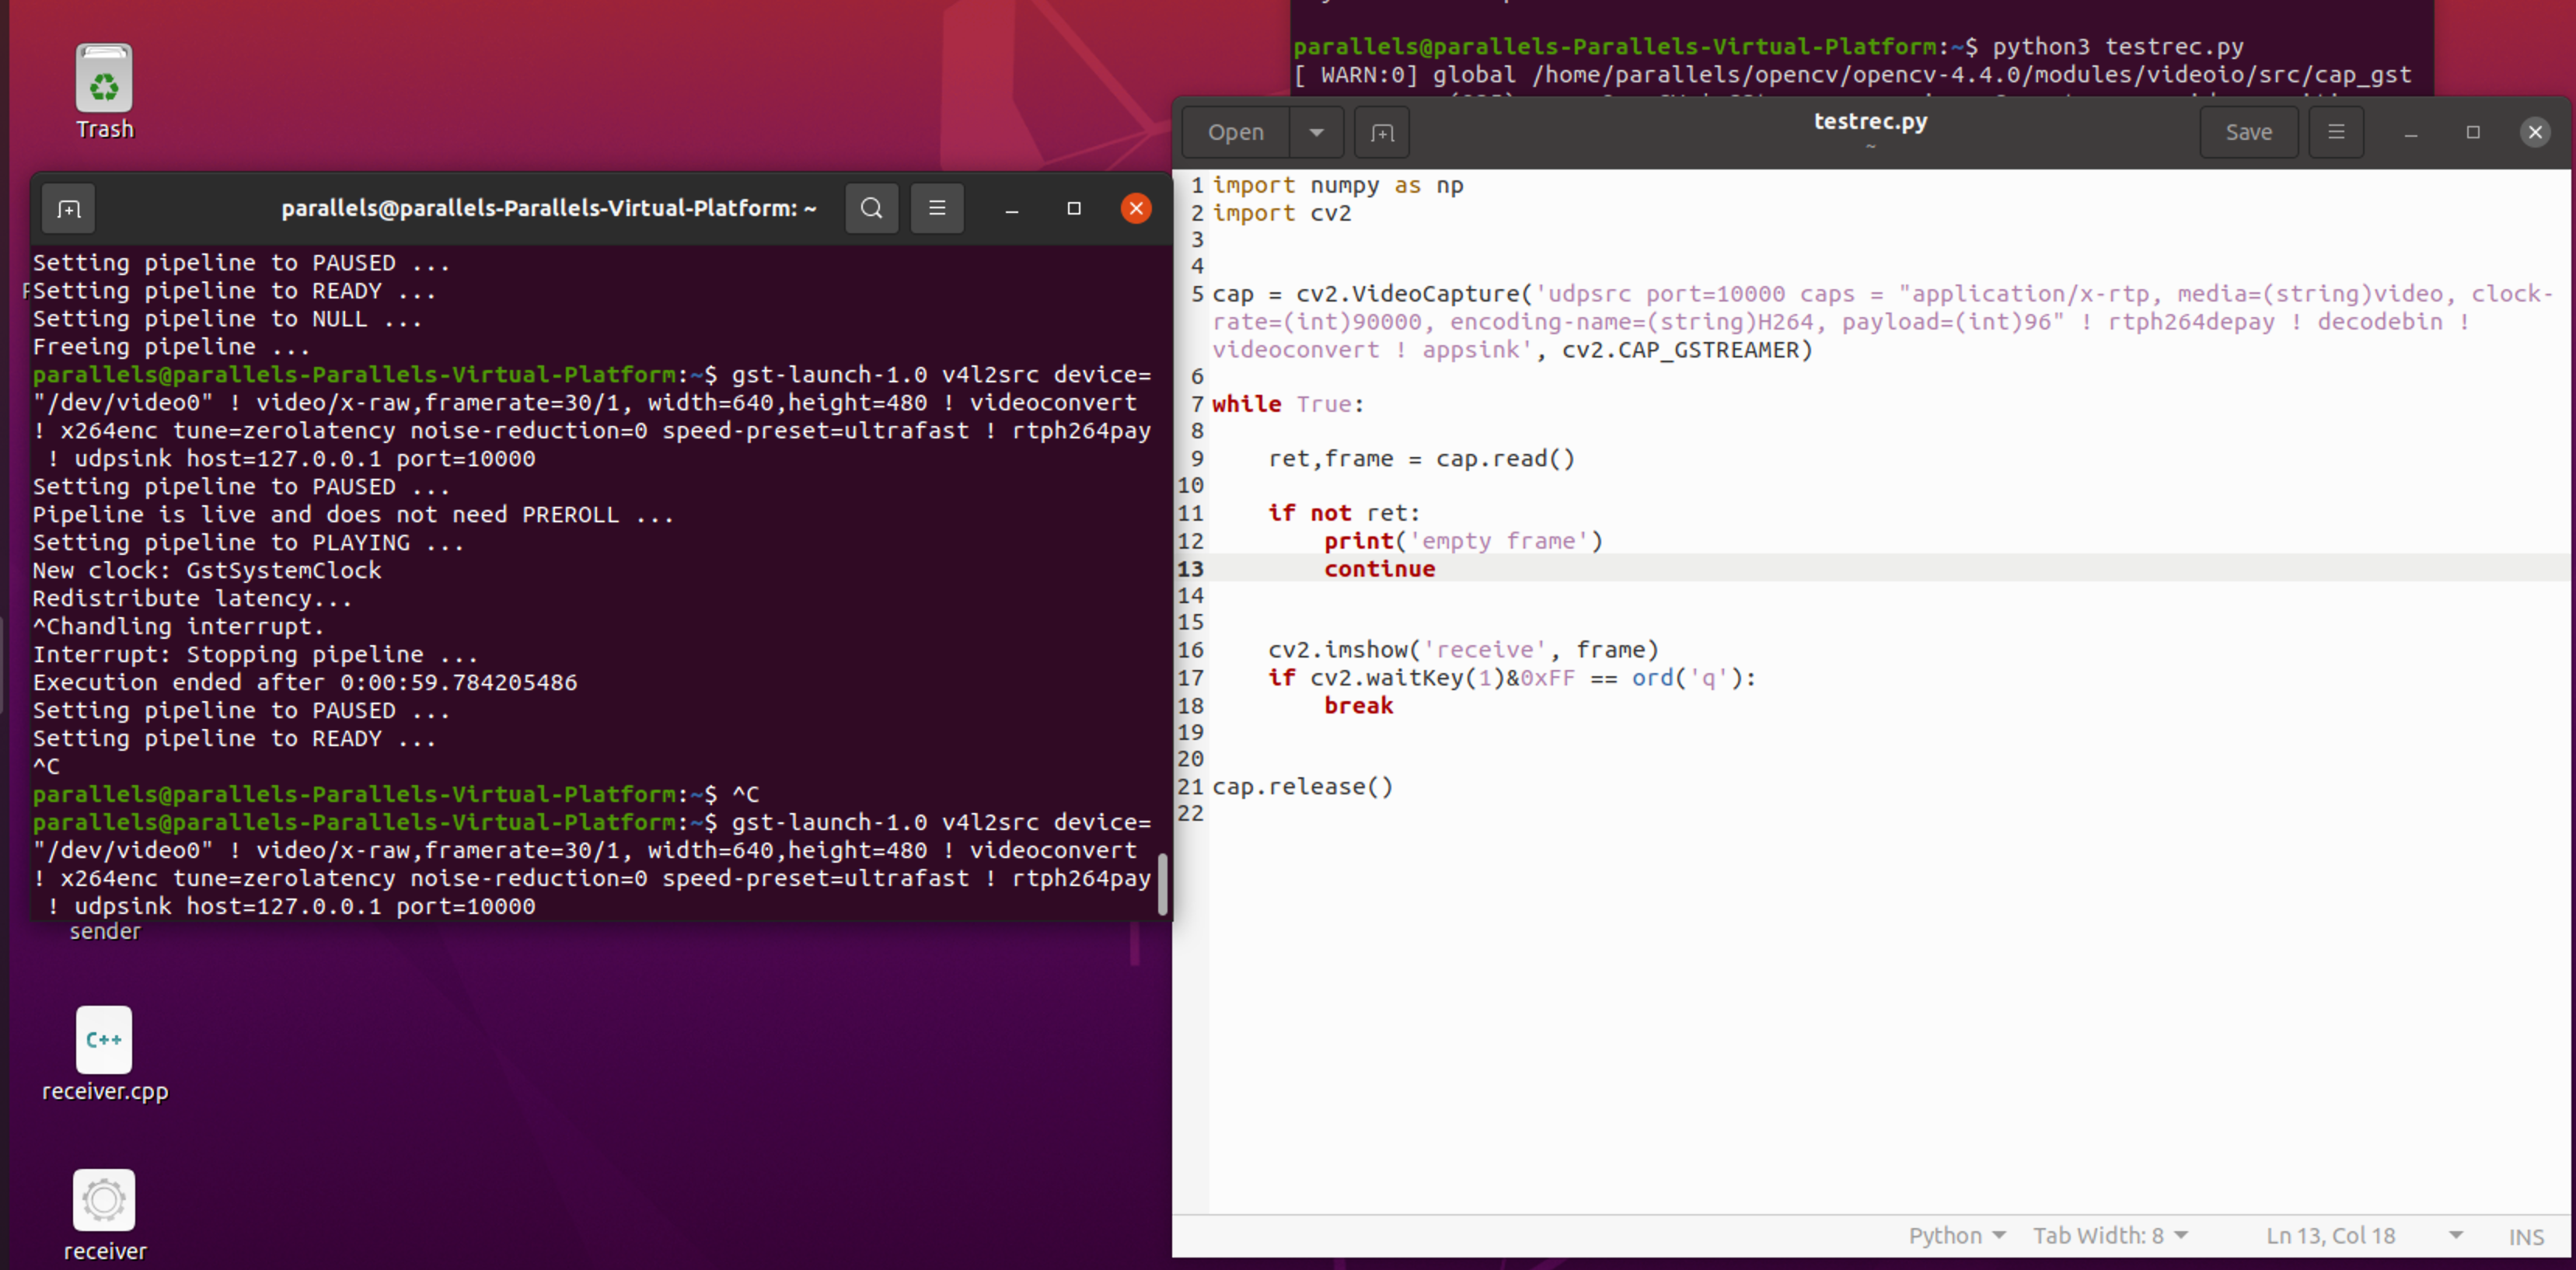 Trash
parallels@parallels-Parallels-Virtual-Platform:~$ python3 testrec.py
[ WARN:0] global /home/parallels/opencv/opencv-4.4.0/modules/videoio/src/cap_gst
parallels@parallels-Parallels-Virtual-Platform: ~
Setting pipeline to PAUSED ...
Setting pipeline to READY ...
Setting pipeline to NULL ...
Freeing pipeline ...
parallels@parallels-Parallels-Virtual-Platform:~$ gst-launch-1.0 v4l2src device=
"/dev/video0" ! video/x-raw,framerate=30/1, width=640,height=480 ! videoconvert
! x264enc tune=zerolatency noise-reduction=0 speed-preset=ultrafast ! rtph264pay
! udpsink host=127.0.0.1 port=10000
Setting pipeline to PAUSED ...
Pipeline is live and does not need PREROLL ...
Setting pipeline to PLAYING ...
New clock: GstSystemClock
Redistribute latency...
^Chandling interrupt.
Interrupt: Stopping pipeline ...
Execution ended after 0:00:59.784205486
Setting pipeline to PAUSED ...
Setting pipeline to READY ...
^C
parallels@parallels-Parallels-Virtual-Platform:~$ ^C
parallels@parallels-Parallels-Virtual-Platform:~$ gst-launch-1.0 v4l2src device=
"/dev/video0" ! video/x-raw,framerate=30/1, width=640,height=480 ! videoconvert
! x264enc tune=zerolatency noise-reduction=0 speed-preset=ultrafast ! rtph264pay
! udpsink host=127.0.0.1 port=10000
sender
C++
receiver.cpp
receiver
Open
testrec.py
~
Save
1 import numpy as np
2 import cv2
3
4
5 cap = cv2.VideoCapture('udpsrc port=10000 caps = "application/x-rtp, media=(string)video, clock-
rate=(int)90000, encoding-name=(string)H264, payload=(int)96" ! rtph264depay ! decodebin !
videoconvert ! appsink', cv2.CAP_GSTREAMER)
6
7 while True:
8
9     ret,frame = cap.read()
10
11     if not ret:
12         print('empty frame')
13         continue
14
15
16     cv2.imshow('receive', frame)
17     if cv2.waitKey(1)&0xFF == ord('q'):
18         break
19
20
21 cap.release()
22
Python
Tab Width: 8
Ln 13, Col 18
INS